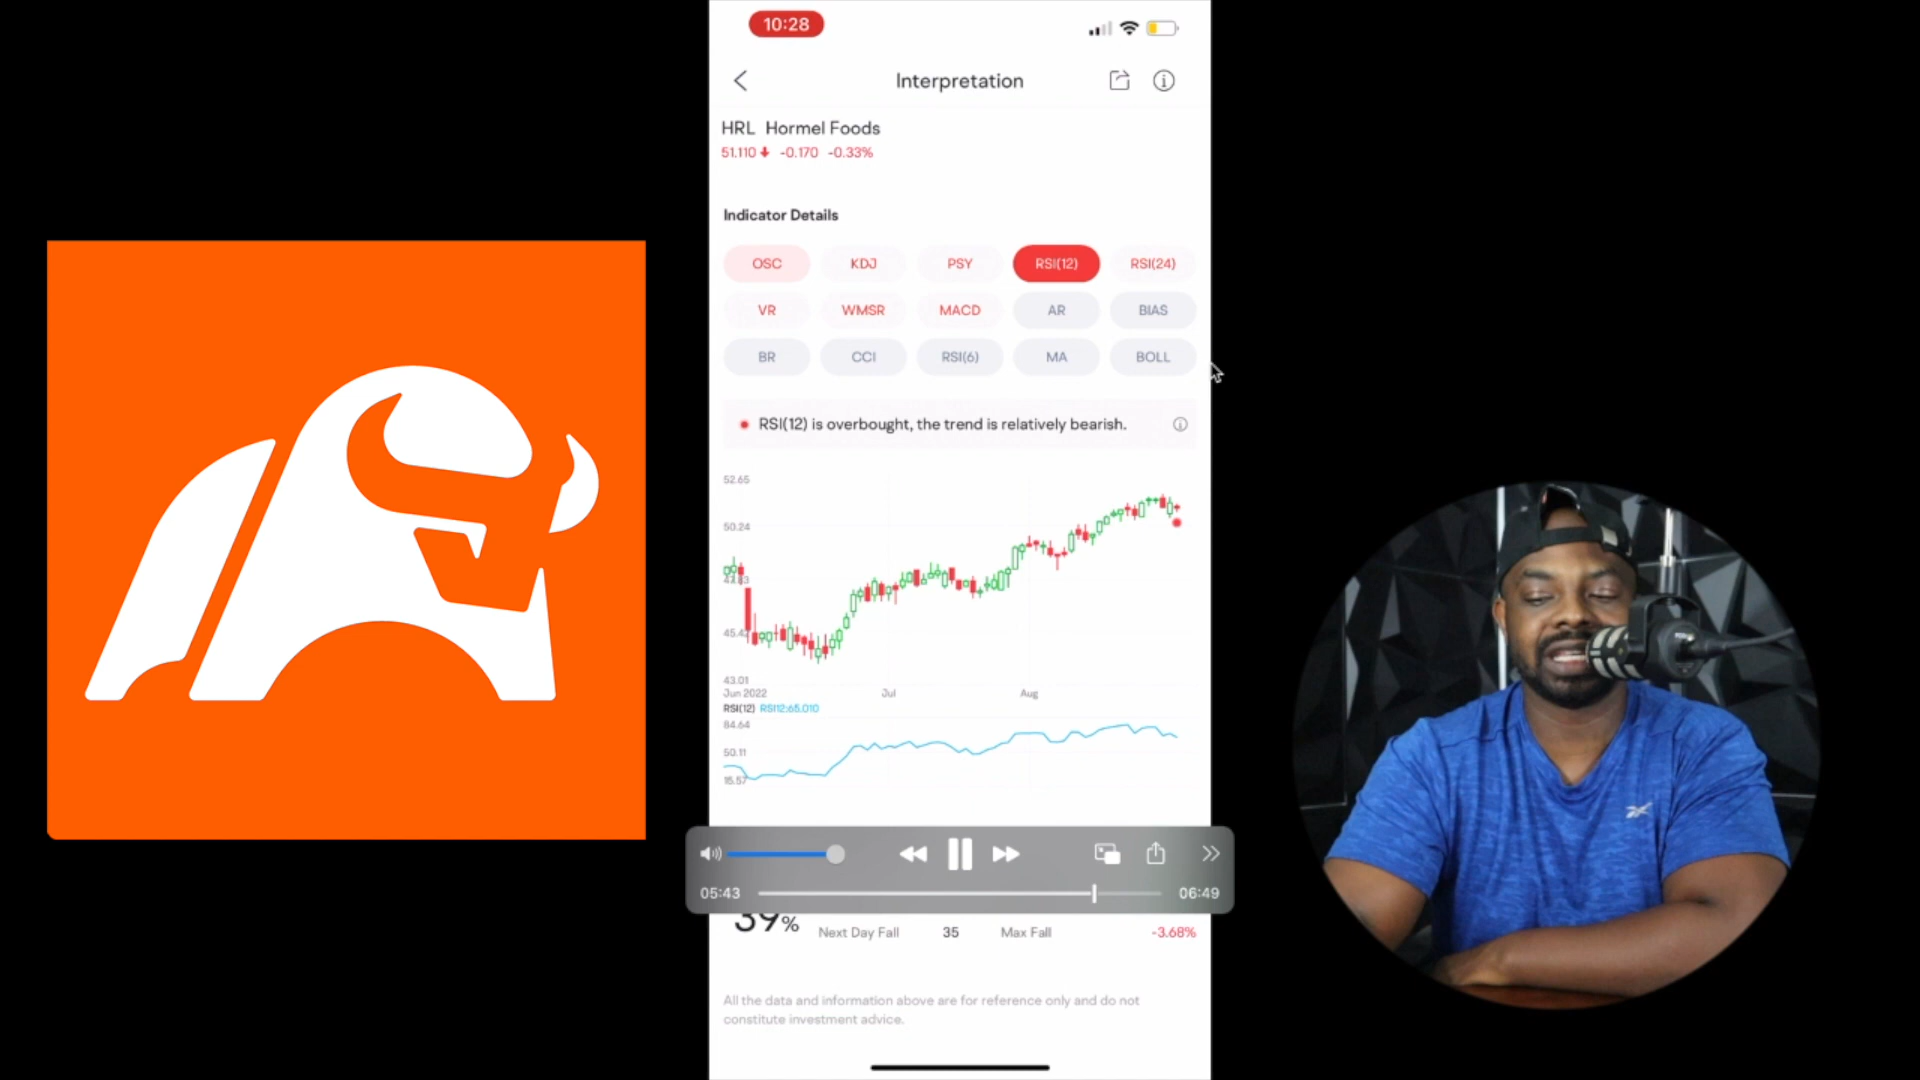 10:28
Interpretation
HRL Hormel Foods
51.110 -0.170 -0.33%
Indicator Details
OSC KDJ PSY RSI(12) RSI(24)
VR WMSR MACD AR BIAS
BR CCI RSI(6) MA BOLL
RSI(12) is overbought, the trend is relatively bearish.
52.65
50.24
45.4
43.01
Jun 2022 Jul Aug
RSI(12) RSI12:65.010
84.64
50.11
15.57
05:43 06:49
39%
Next Day Fall 35 Max Fall -3.68%
All the data and information above are for reference only and do not
constitute investment advice.